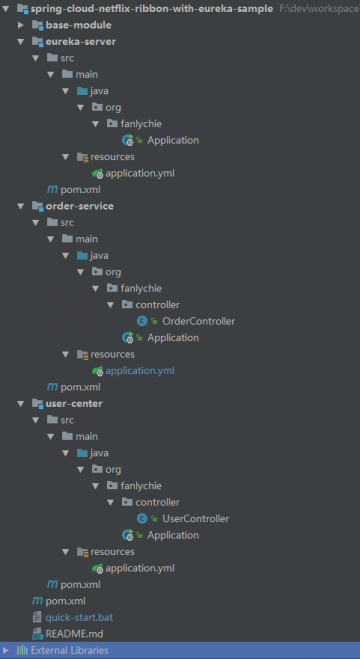 spring-cloud-netflix-ribbon-with-eureka-sample F:\dev\workspace
base-module
eureka-server
src
main
java
org
fanlychie
Application
resources
application.yml
pom.xml
order-service
src
main
java
org
fanlychie
controller
OrderController
Application
resources
application.yml
pom.xml
user-center
src
main
java
org
fanlychie
controller
UserController
Application
resources
application.yml
pom.xml
pom.xml
quick-start.bat
README.md
External Libraries